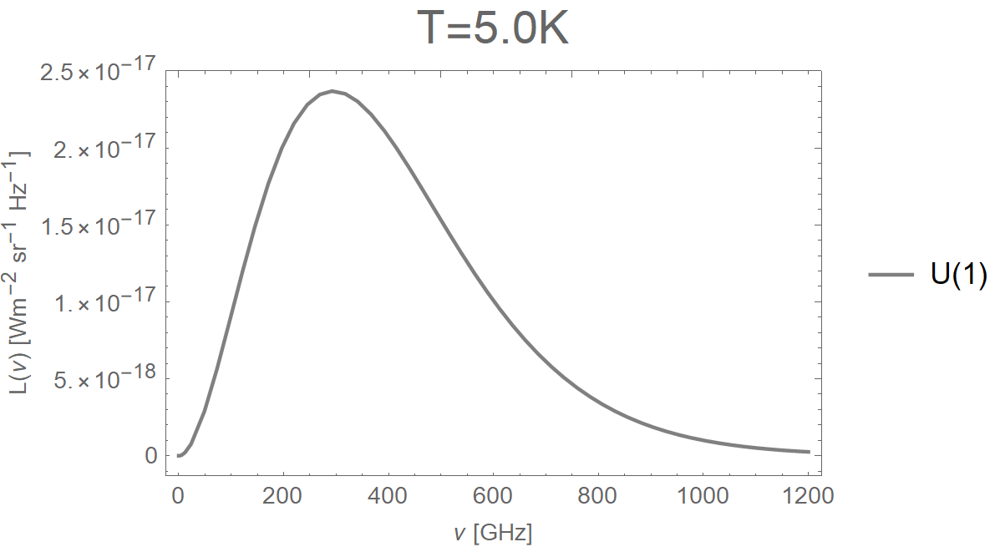 T=5.0K
2.5×10⁻¹⁷
2.×10⁻¹⁷
1.5×10⁻¹⁷
1.×10⁻¹⁷
5.×10⁻¹⁸
0
L(ν) [Wm⁻² sr⁻¹ Hz⁻¹]
0 200 400 600 800 1000 1200
ν [GHz]
U(1)